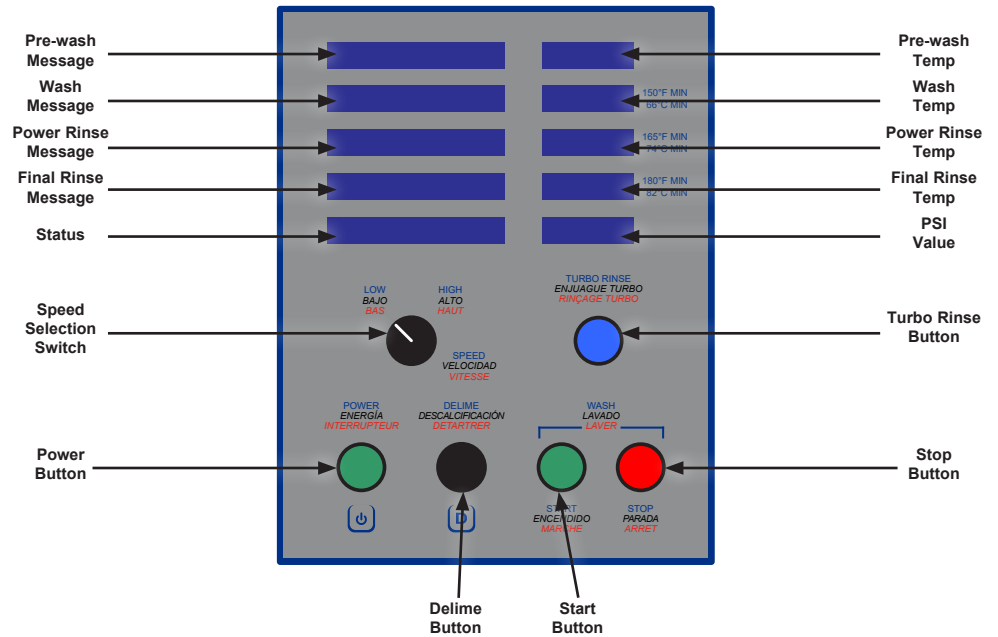 Pre-wash
Message
Pre-wash
Temp
Wash
Message
150°F MIN
66°C MIN
Wash
Temp
Power Rinse
Message
165°F MIN
74°C MIN
Power Rinse
Temp
Final Rinse
Message
180°F MIN
82°C MIN
Final Rinse
Temp
Status
PSI
Value
Speed
Selection
Switch
LOW
BAJO
BAS
HIGH
ALTO
HAUT
SPEED
VELOCIDAD
VITESSE
TURBO RINSE
ENJUAGUE TURBO
RINÇAGE TURBO
Turbo Rinse
Button
Power
Button
POWER
ENERGÍA
INTERRUPTEUR
DELIME
DESCALCIFICACIÓN
DETARTRER
WASH
LAVADO
LAVER
Stop
Button
D
START
ENCENDIDO
MARCHE
STOP
PARADA
ARRET
Delime
Button
Start
Button